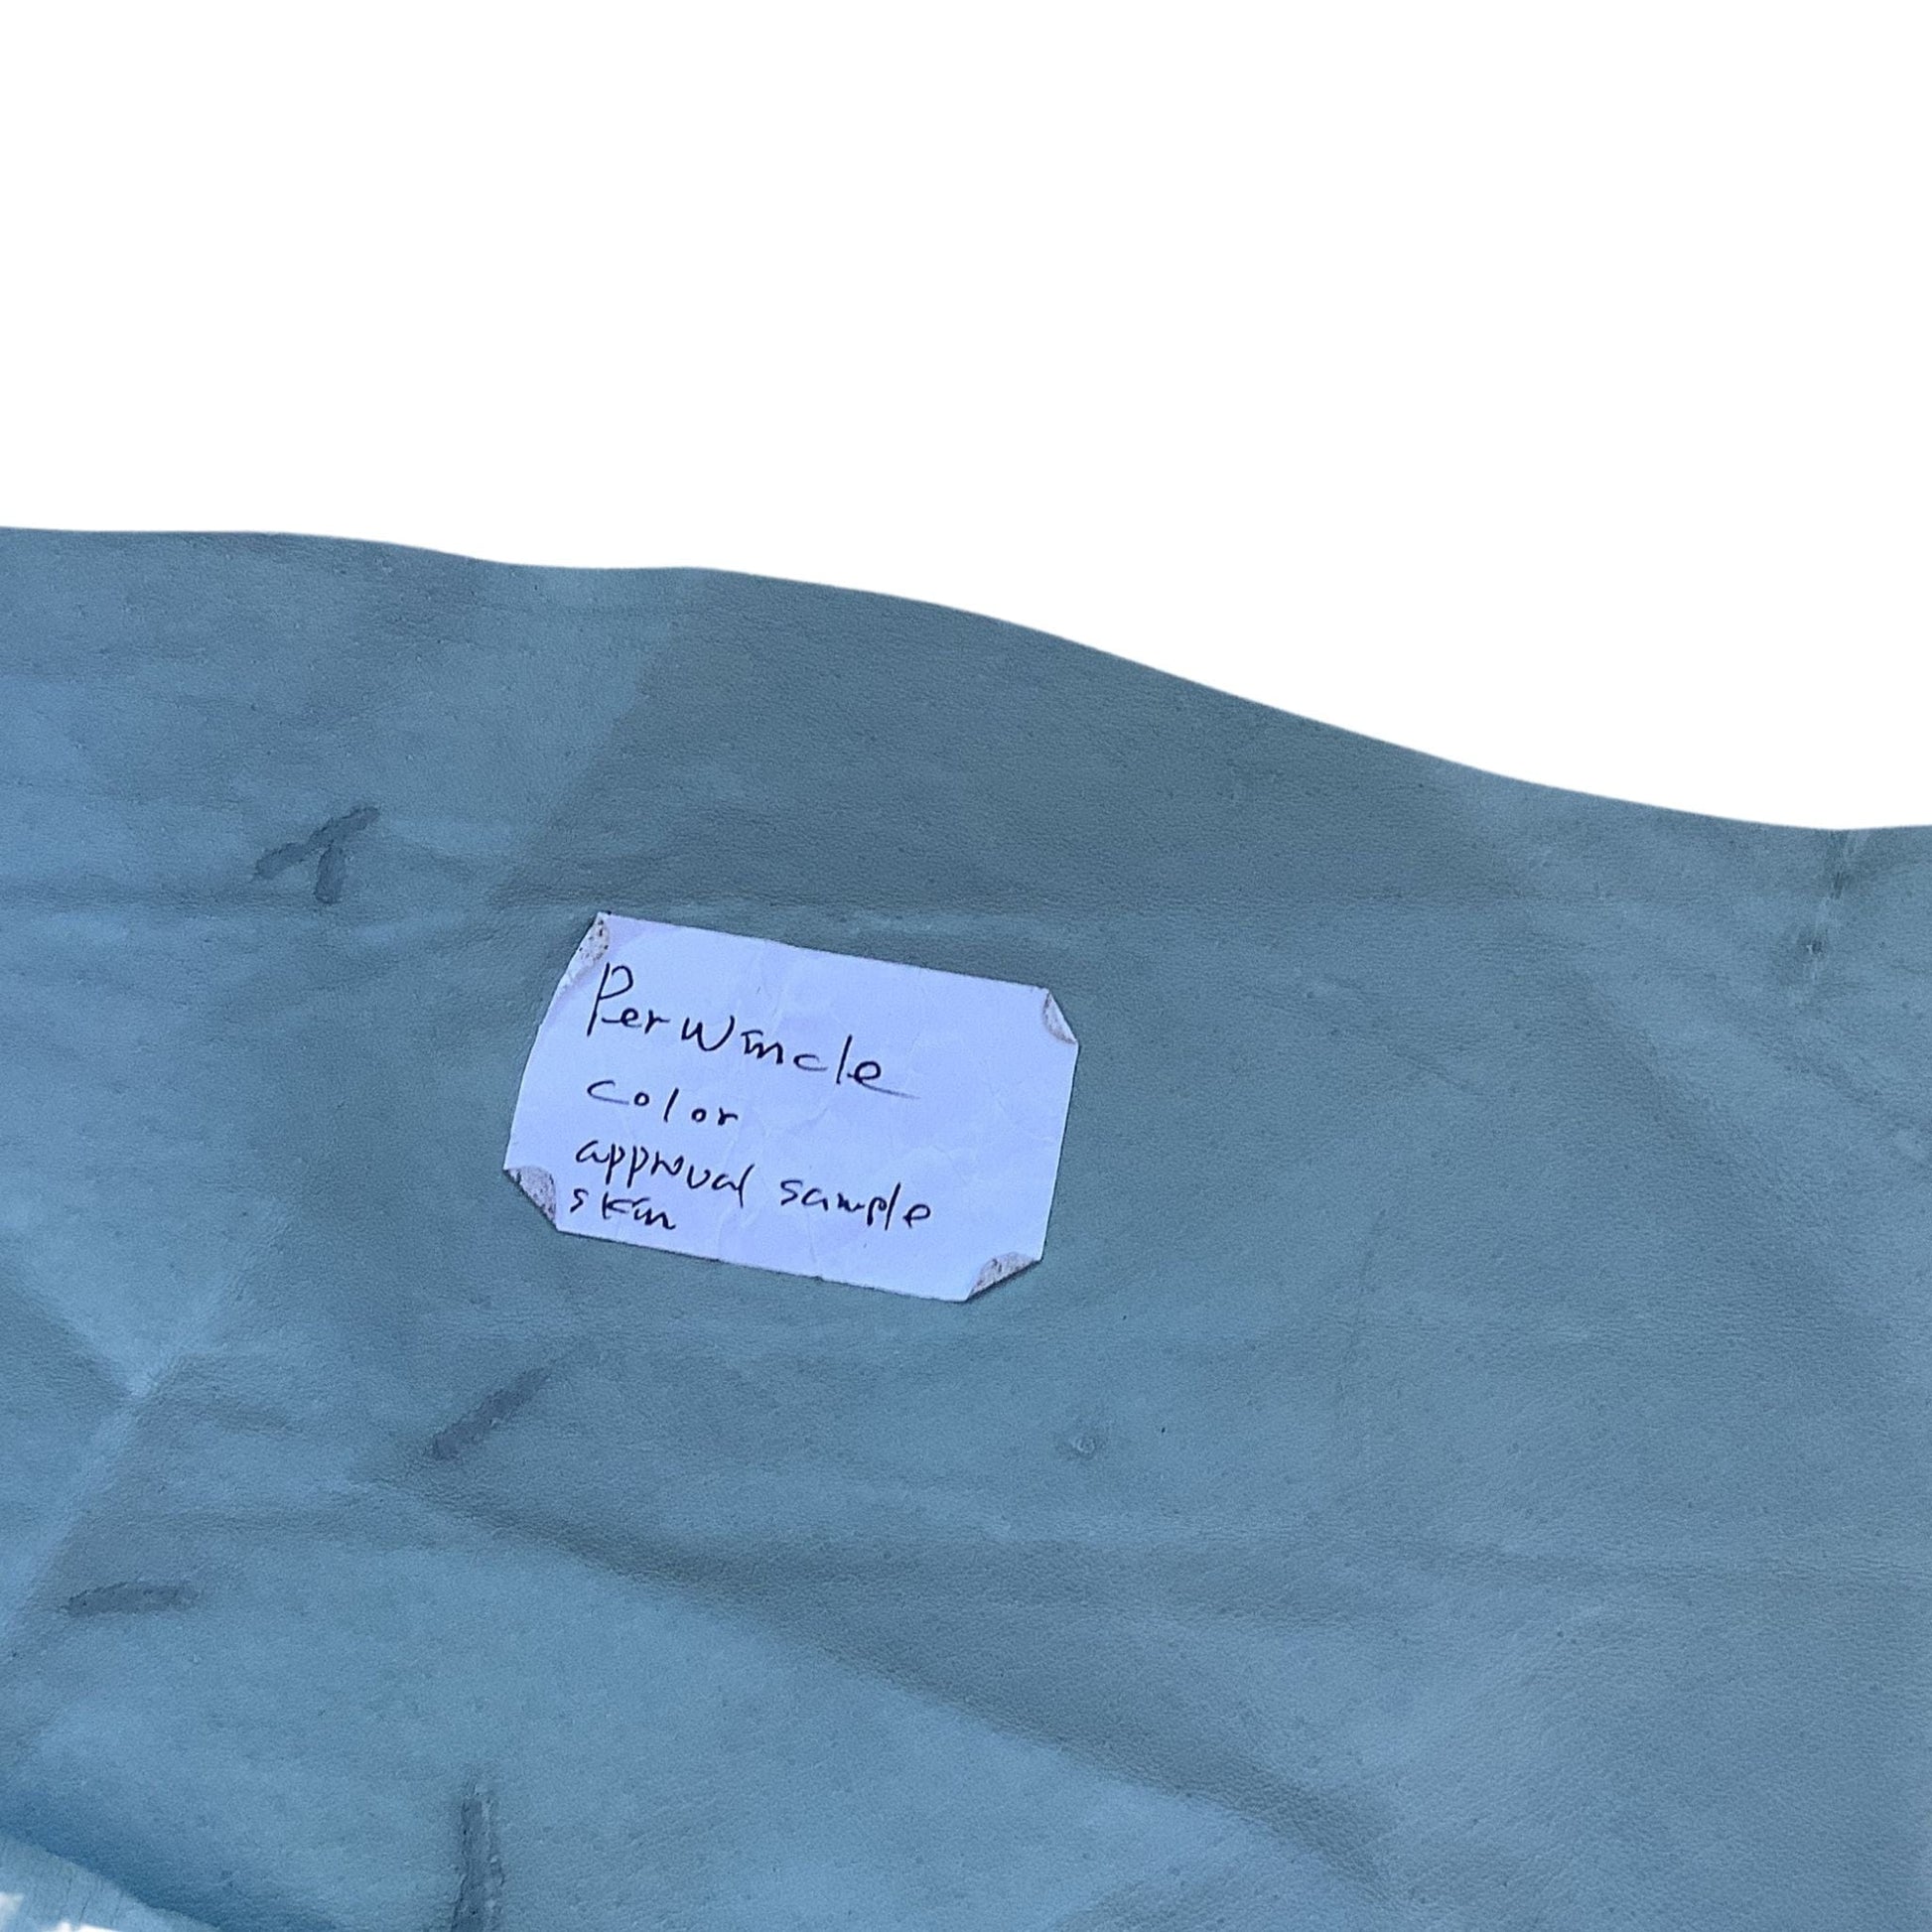 Perwincle
color
approval sample
skin